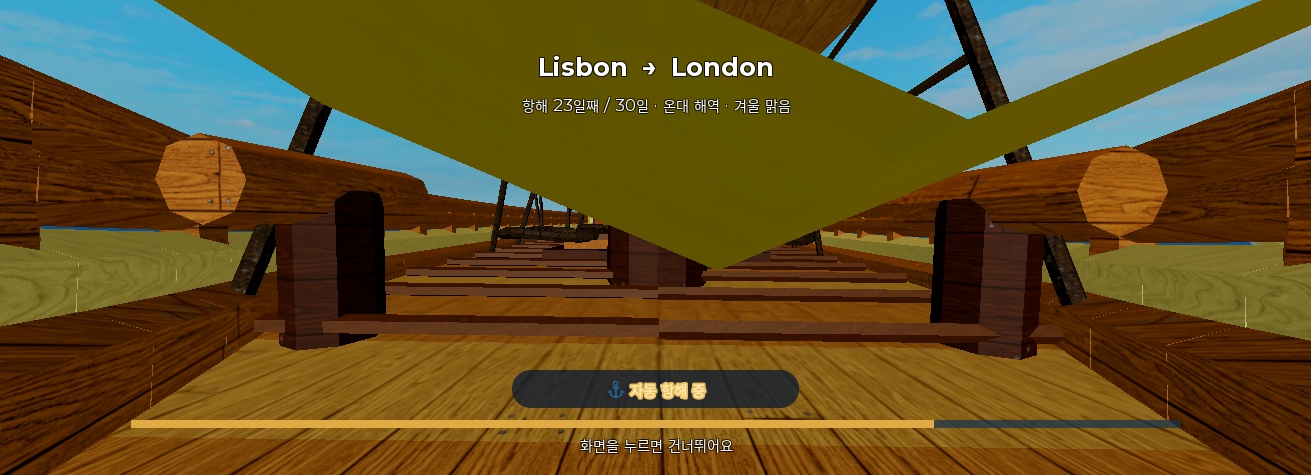 Lisbon → London
항해 23일째 / 30일 · 온대 해역 · 겨울 맑음
⚓ 자동 항해 중
화면을 누르면 건너뛰어요